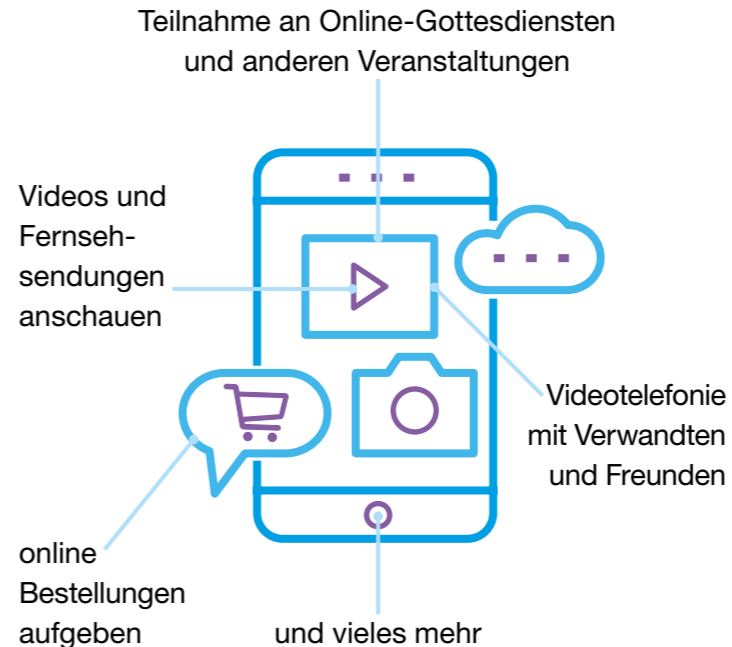 Teilnahme an Online-Gottesdiensten
und anderen Veranstaltungen
Videos und
Fernseh-
sendungen
anschauen
Videotelefonie
mit Verwandten
und Freunden
online
Bestellungen
aufgeben
und vieles mehr